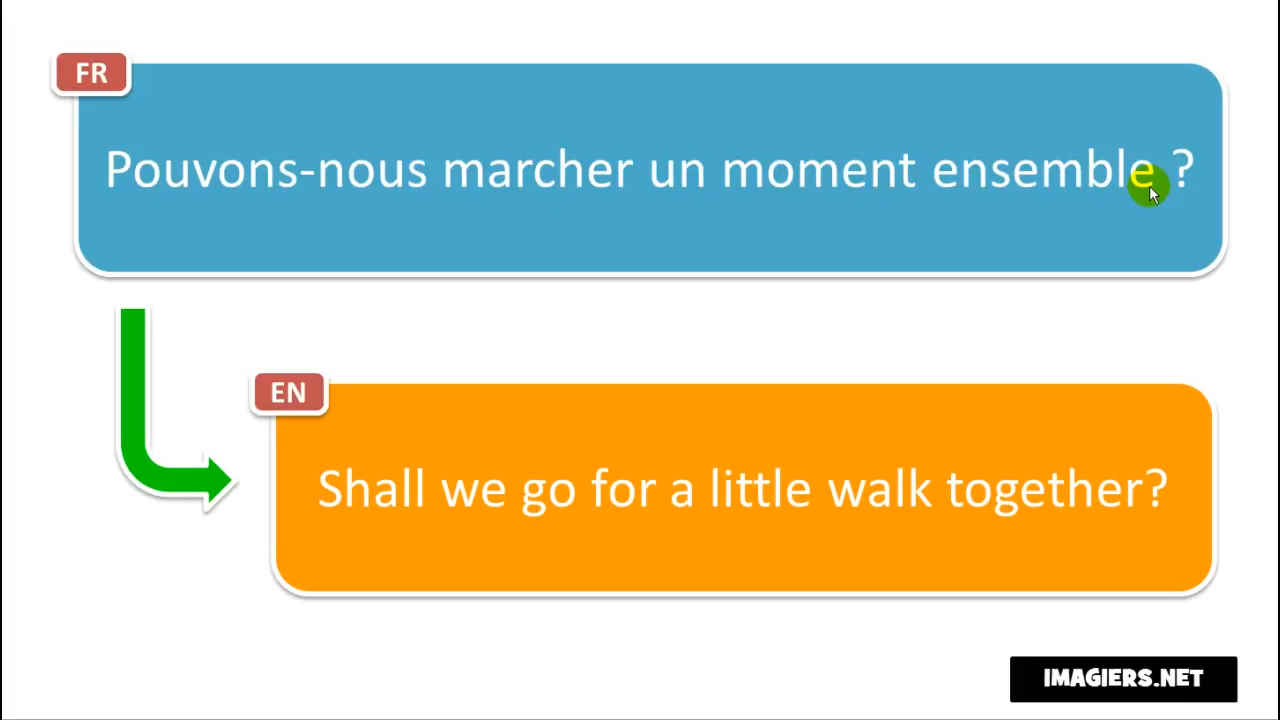 FR
Pouvons-nous marcher un moment ensemble ?
EN
Shall we go for a little walk together?
IMAGIERS.NET